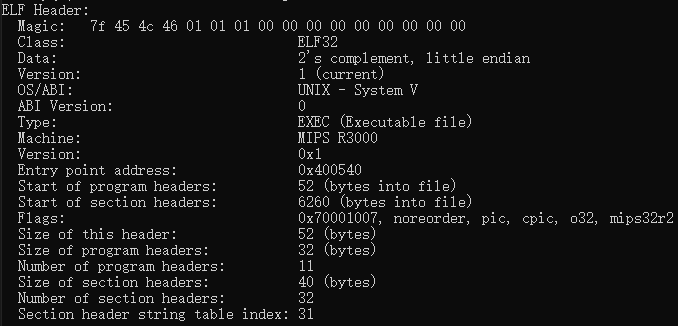 ELF Header:
Magic: 7f 45 4c 46 01 01 01 00 00 00 00 00 00 00 00 00
Class: ELF32
Data: 2's complement, little endian
Version: 1 (current)
OS/ABI: UNIX - System V
ABI Version: 0
Type: EXEC (Executable file)
Machine: MIPS R3000
Version: 0x1
Entry point address: 0x400540
Start of program headers: 52 (bytes into file)
Start of section headers: 6260 (bytes into file)
Flags: 0x70001007, noreorder, pic, cpic, o32, mips32r2
Size of this header: 52 (bytes)
Size of program headers: 32 (bytes)
Number of program headers: 11
Size of section headers: 40 (bytes)
Number of section headers: 32
Section header string table index: 31